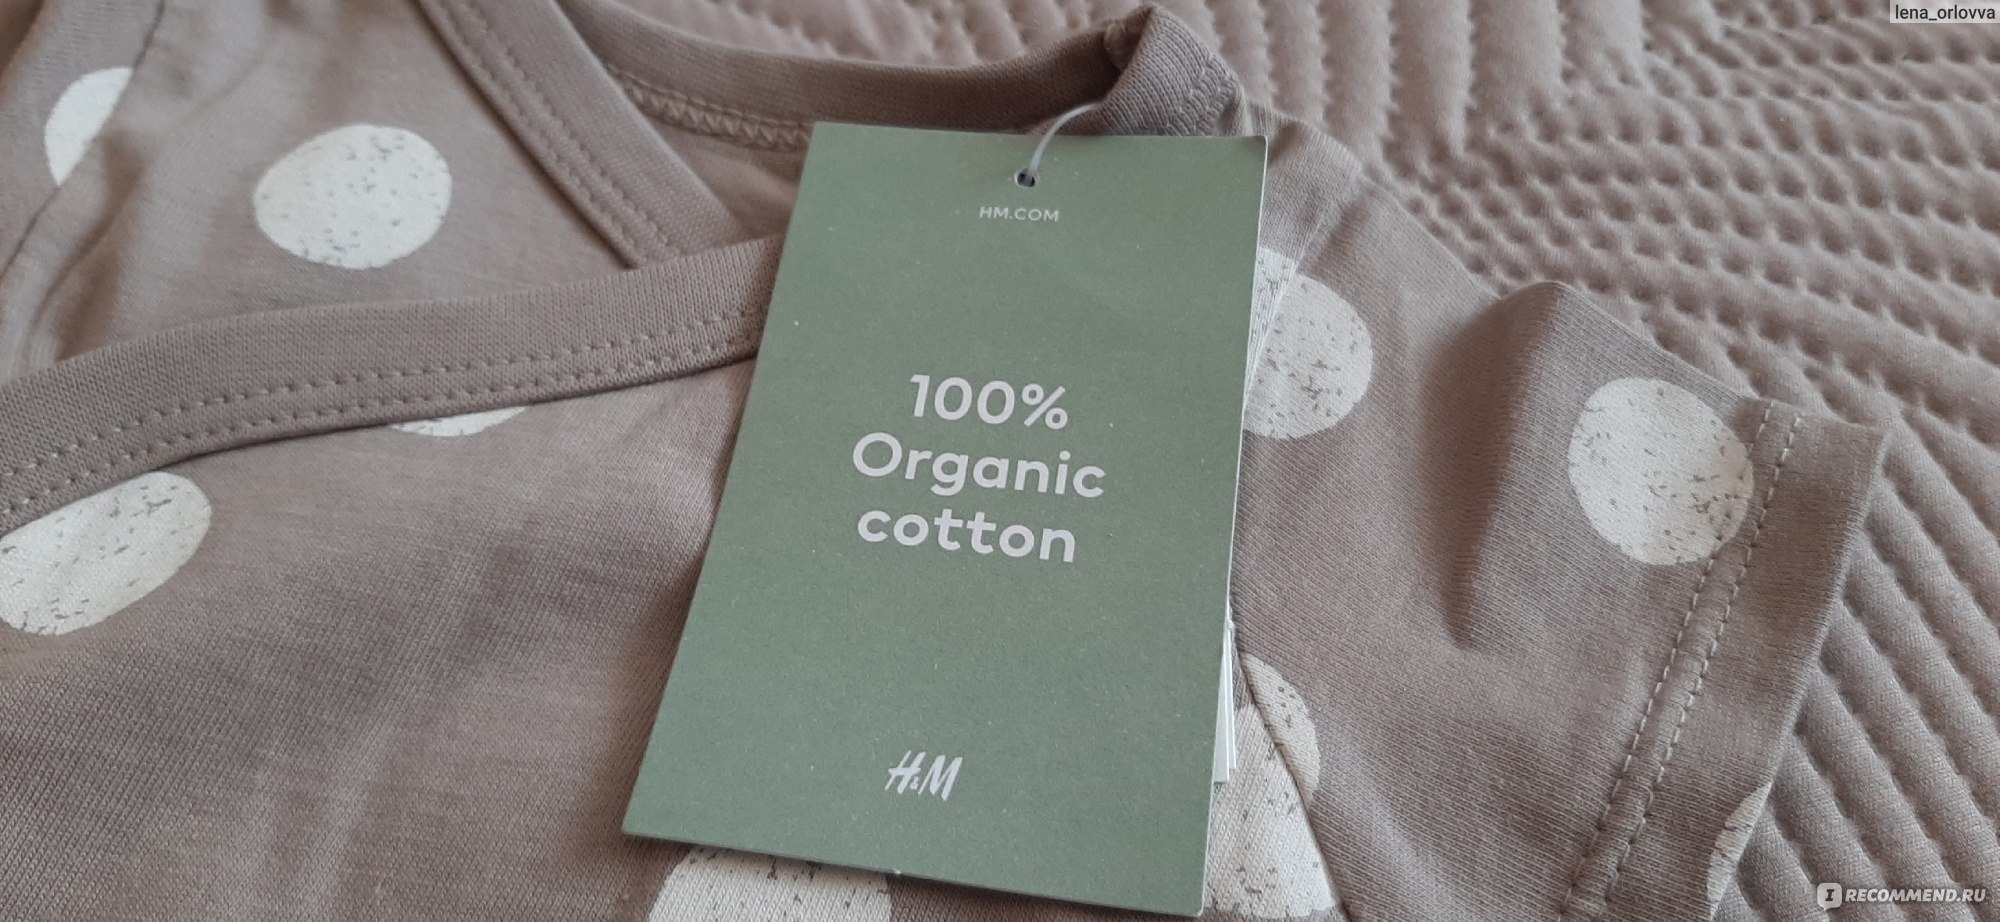 lena_orlovva
HM.COM
100%
Organic
cotton
H&M
I RECOMMEND.RU